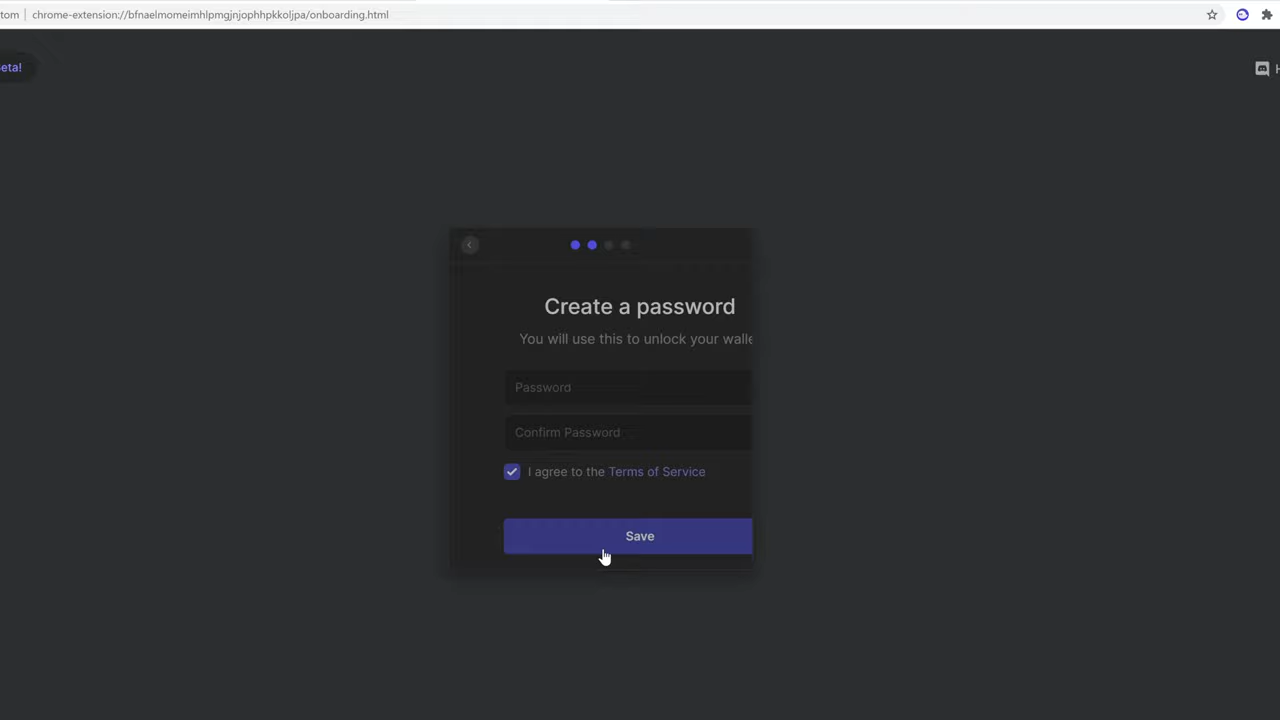 tom | chrome-extension://bfnaelmomeimhlpmgjnjophhpkkoljpa/onboarding.html
eta!
H
Create a password
You will use this to unlock your walle
Password
Confirm Password
I agree to the Terms of Service
Save